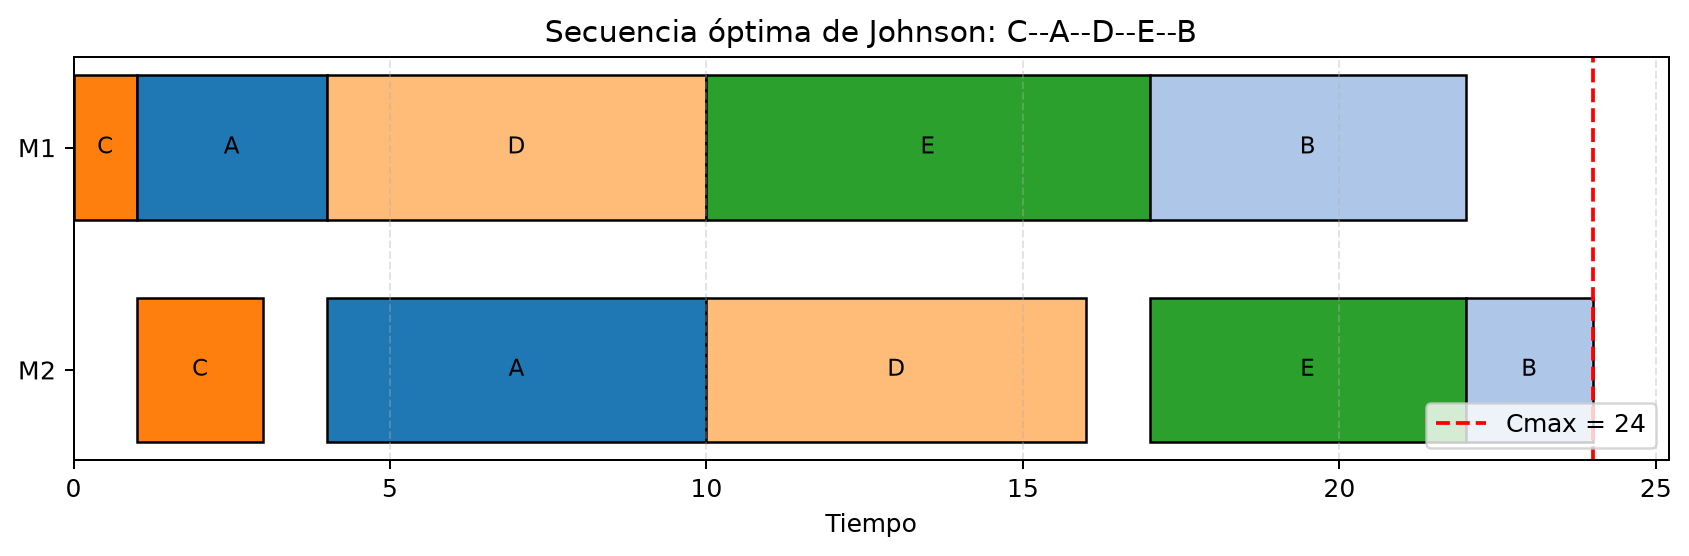 Secuencia óptima de Johnson: C--A--D--E--B
M1
C A D E B
M2
C A D E B
Cmax = 24
0 5 10 15 20 25
Tiempo